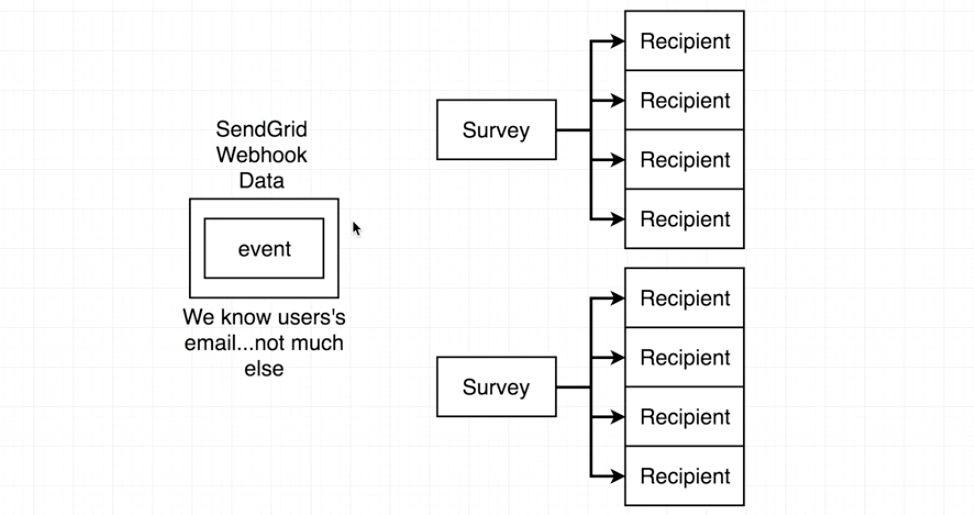 SendGrid
Webhook
Data
event
We know users's
email...not much
else
Survey
Recipient
Recipient
Recipient
Recipient
Survey
Recipient
Recipient
Recipient
Recipient